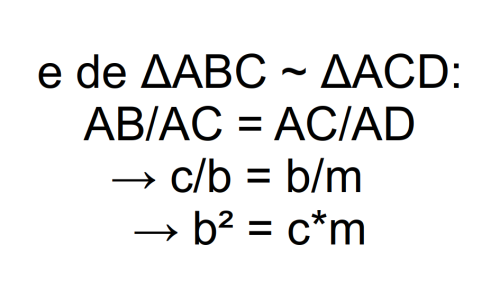 e de ΔABC ~ ΔACD:
AB/AC = AC/AD
→ c/b = b/m
→ b² = c*m